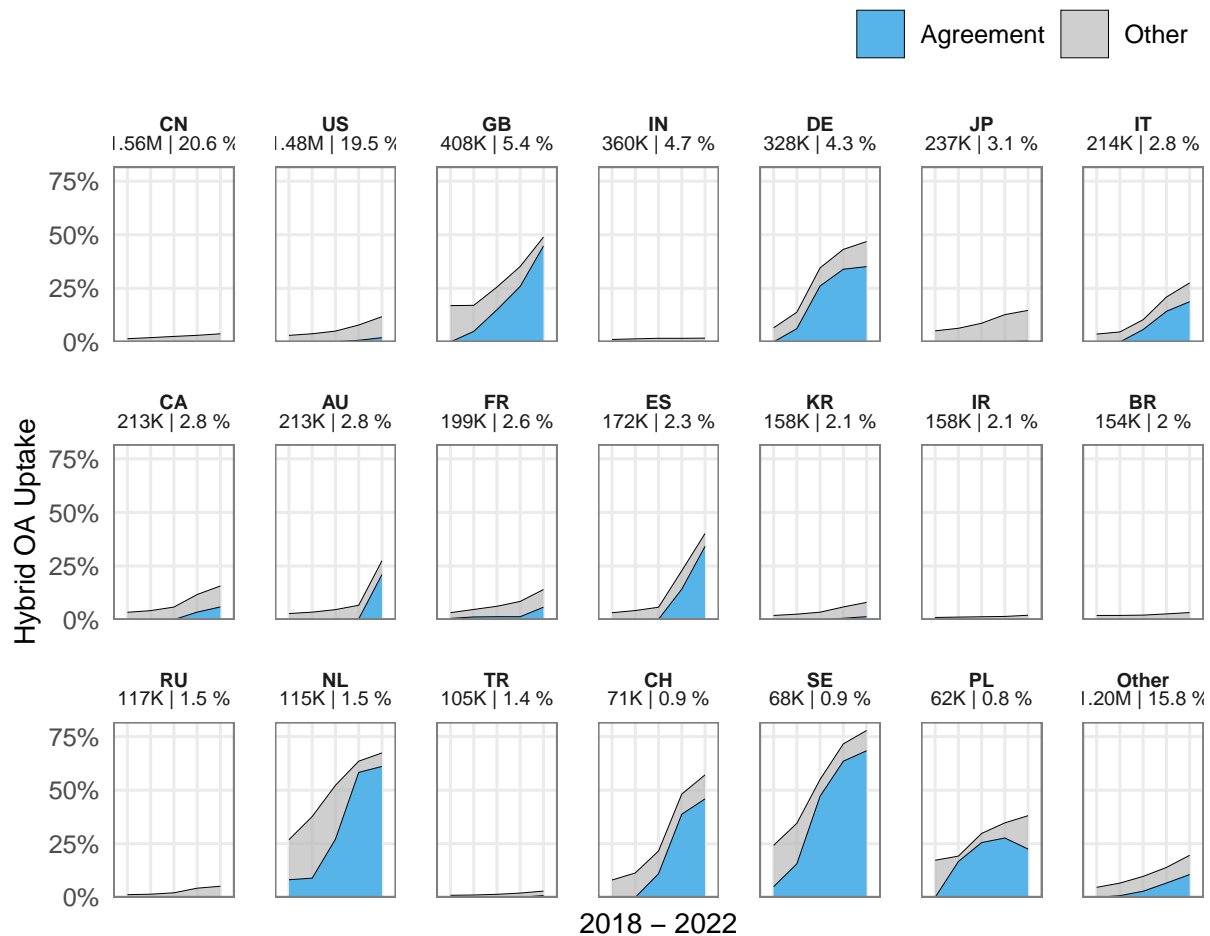 Agreement Other
CN US GB IN DE JP IT
1.56M | 20.6 % 1.48M | 19.5 % 408K | 5.4 % 360K | 4.7 % 328K | 4.3 % 237K | 3.1 % 214K | 2.8 %
75%
50%
25%
0%
CA AU FR ES KR IR BR
213K | 2.8 % 213K | 2.8 % 199K | 2.6 % 172K | 2.3 % 158K | 2.1 % 158K | 2.1 % 154K | 2 %
75%
50%
25%
0%
Hybrid OA Uptake
RU NL TR CH SE PL Other
117K | 1.5 % 115K | 1.5 % 105K | 1.4 % 71K | 0.9 % 68K | 0.9 % 62K | 0.8 % 1.20M | 15.8 %
75%
50%
25%
0%
2018 – 2022